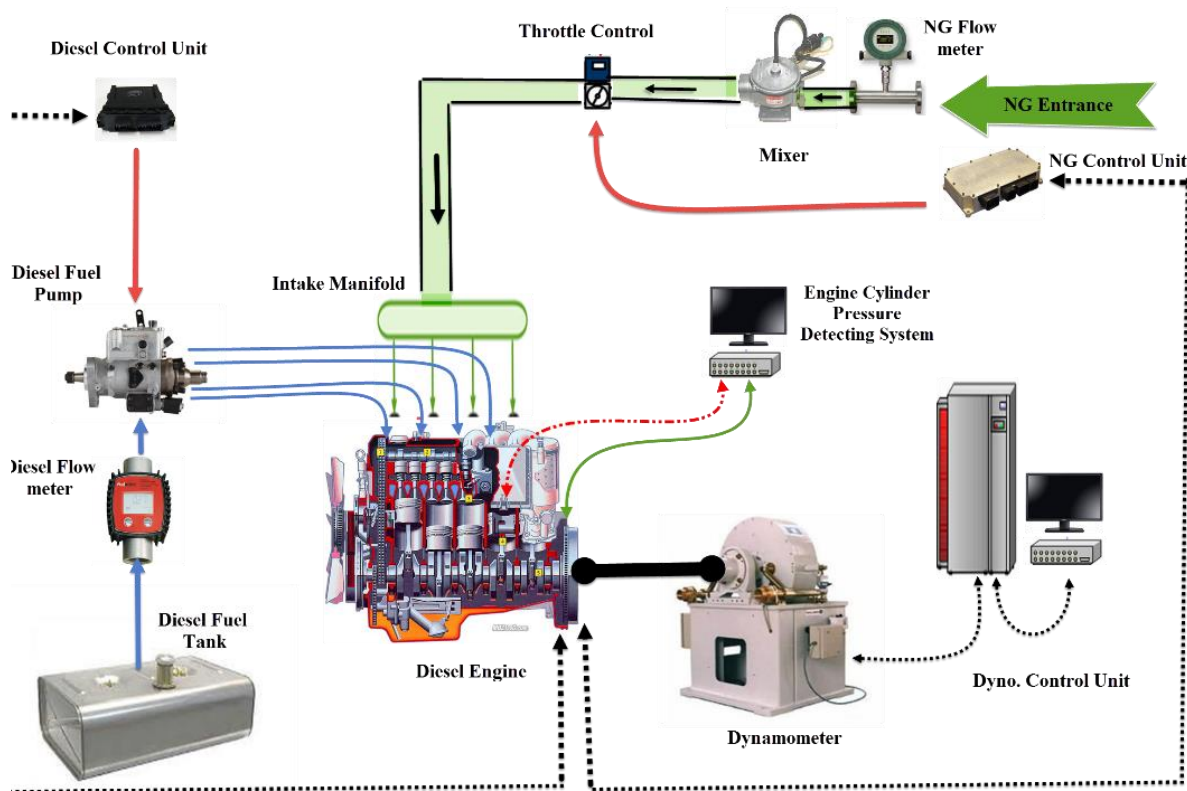 Diesel Control Unit
Throttle Control
NG Flow
meter
NG Entrance
Mixer
NG Control Unit
Diesel Fuel
Pump
Intake Manifold
Engine Cylinder
Pressure
Detecting System
Diesel Flow
meter
Diesel Fuel
Tank
Diesel Engine
Dyno. Control Unit
Dynamometer